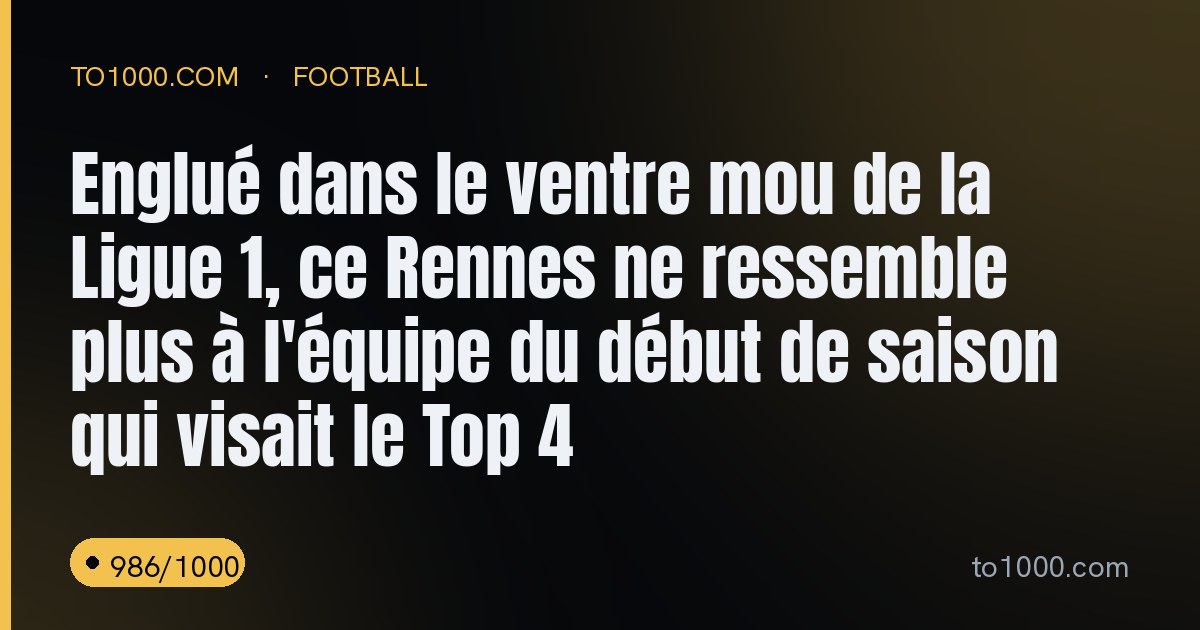 TO1000.COM · FOOTBALL
Englué dans le ventre mou de la
Ligue 1, ce Rennes ne ressemble
plus à l'équipe du début de saison
qui visait le Top 4
986/1000
to1000.com